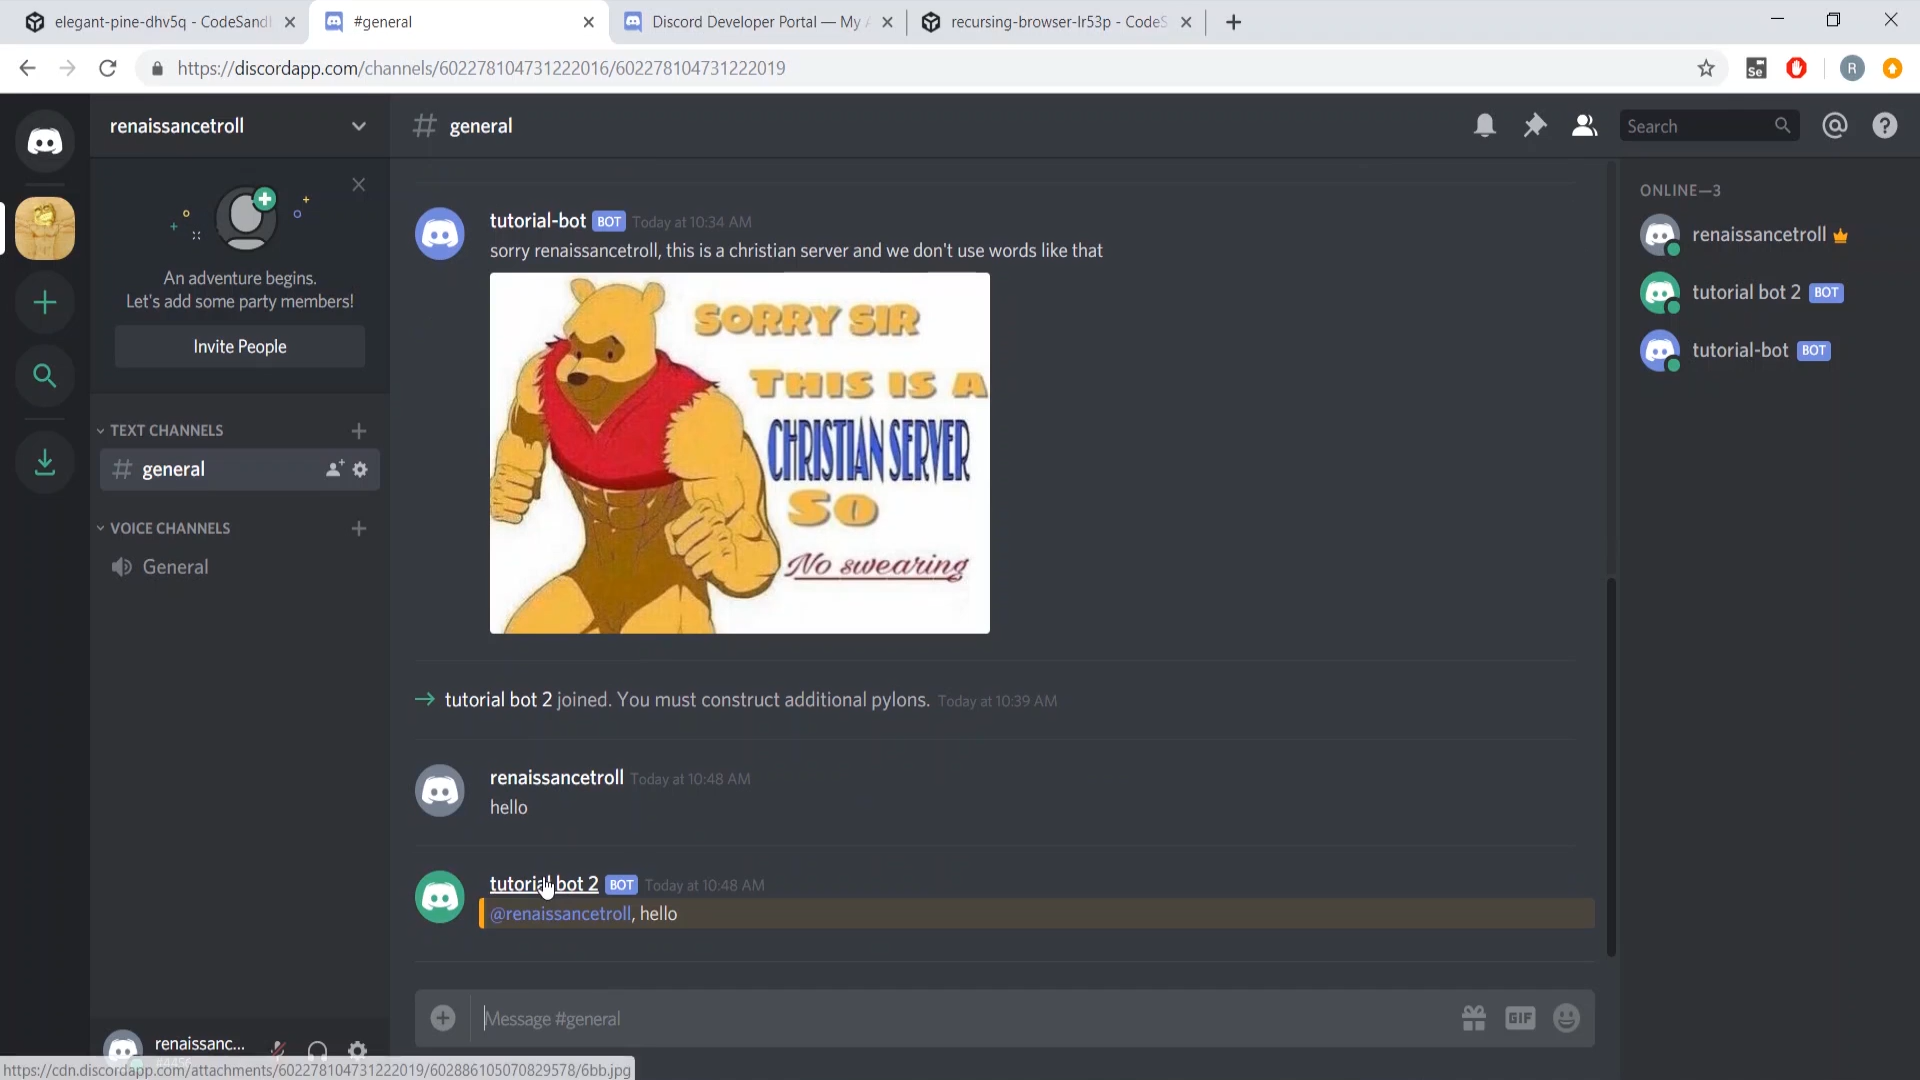 elegant-pine-dhv5q - CodeSand
#general
Discord Developer Portal — My A
recursing-browser-lr53p - CodeS
https://discordapp.com/channels/602278104731222016/602278104731222019
Se
R
renaissancetroll
# general
Search
An adventure begins.
Let's add some party members!
Invite People
TEXT CHANNELS
# general
VOICE CHANNELS
General
tutorial-bot BOT Today at 10:34 AM
sorry renaissancetroll, this is a christian server and we don't use words like that
SORRY SIR
THIS IS A
CHRISTIAN SERVER
SO
No swearing
tutorial bot 2 joined. You must construct additional pylons. Today at 10:39 AM
renaissancetroll Today at 10:48 AM
hello
tutorial bot 2 BOT Today at 10:48 AM
@renaissancetroll, hello
Message #general
GIF
ONLINE—3
renaissancetroll
tutorial bot 2 BOT
tutorial-bot BOT
renaissanc...
https://cdn.discordapp.com/attachments/602278104731222019/602886105070829578/6bb.jpg